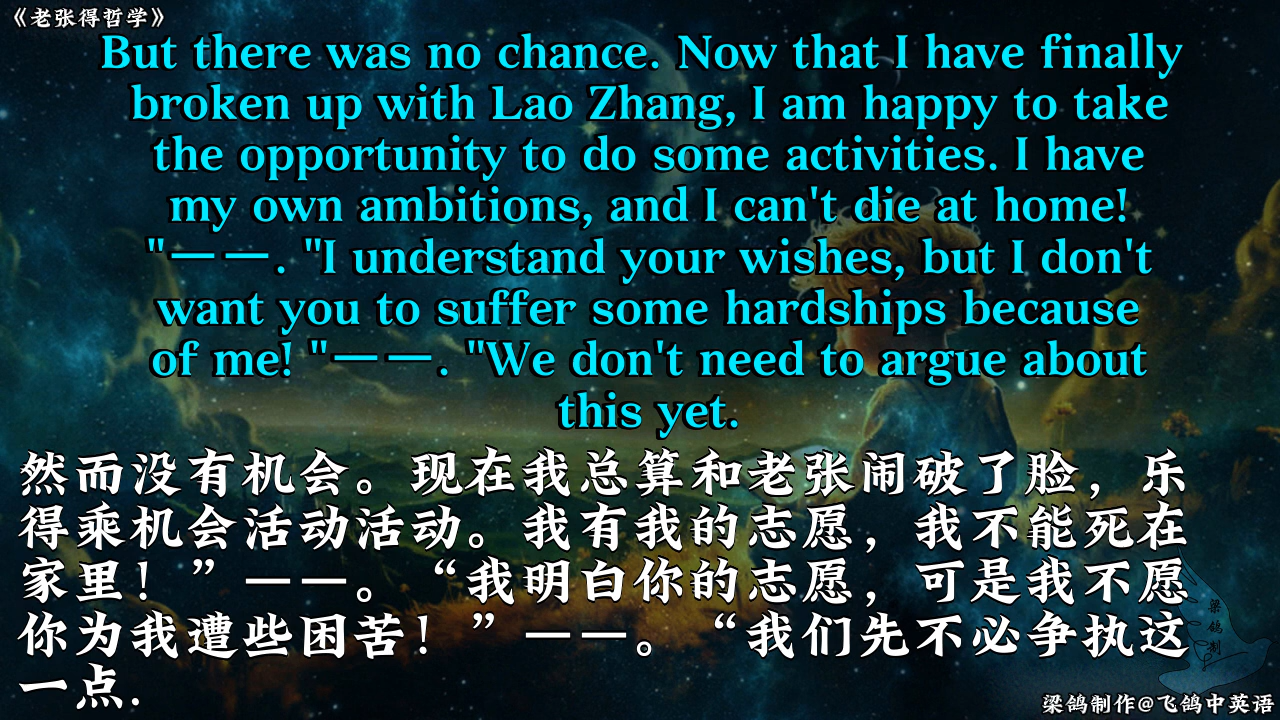 《老张得哲学》
But there was no chance. Now that I have finally
broken up with Lao Zhang, I am happy to take
the opportunity to do some activities. I have
my own ambitions, and I can't die at home!
"——. "I understand your wishes, but I don't
want you to suffer some hardships because
of me! "——. "We don't need to argue about
this yet.
然而没有机会。现在我总算和老张闹破了脸，乐
得乘机会活动活动。我有我的志愿，我不能死在
家里！”——。“我明白你的志愿，可是我不愿
你为我遭些困苦！”——。“我们先不必争执这
一点.
梁鸽制
梁鸽制作@飞鸽中英语